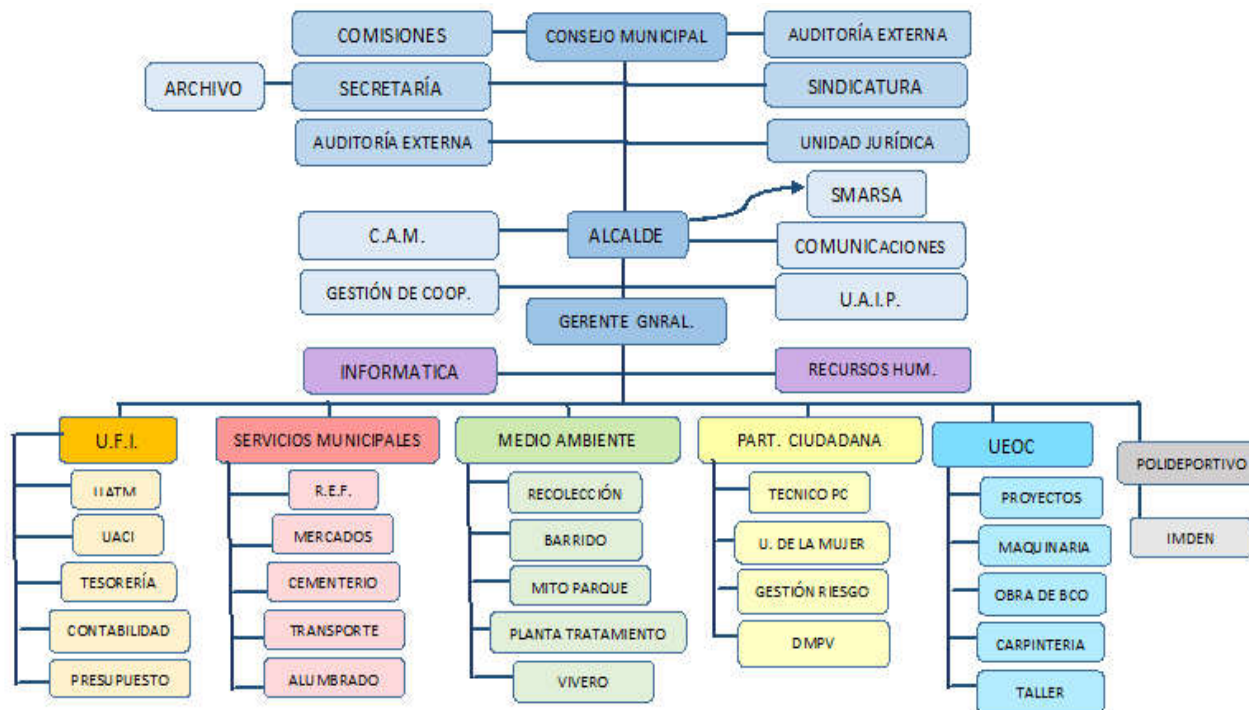 COMISIONES
CONSEJO MUNICIPAL
AUDITORÍA EXTERNA
ARCHIVO
SECRETARÍA
SINDICATURA
AUDITORÍA EXTERNA
UNIDAD JURÍDICA
SMARSA
C.A.M.
ALCALDE
COMUNICACIONES
GESTIÓN DE COOP.
U.A.I.P.
GERENTE GNRAL.
INFORMATICA
RECURSOS HUM.
U.F.I.
UATM
UACI
TESORERÍA
CONTABILIDAD
PRESUPUESTO
SERVICIOS MUNICIPALES
R.E.F.
MERCADOS
CEMENTERIO
TRANSPORTE
ALUMBRADO
MEDIO AMBIENTE
RECOLECCIÓN
BARRIDO
MITO PARQUE
PLANTA TRATAMIENTO
VIVERO
PART. CIUDADANA
TECNICO PC
U. DE LA MUJER
GESTIÓN RIESGO
DMPV
UEOC
PROYECTOS
MAQUINARIA
OBRA DE BCO
CARPINTERIA
TALLER
POLIDEPORTIVO
IMDEN